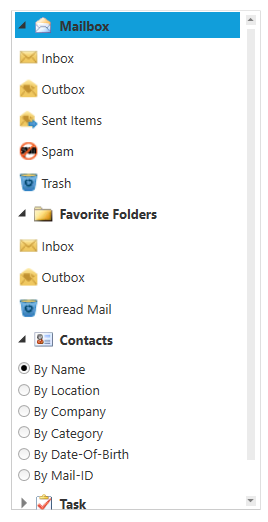 Mailbox
Inbox
Outbox
Sent Items
Spam
Trash
Favorite Folders
Inbox
Outbox
Unread Mail
Contacts
By Name
By Location
By Company
By Category
By Date-Of-Birth
By Mail-ID
Task